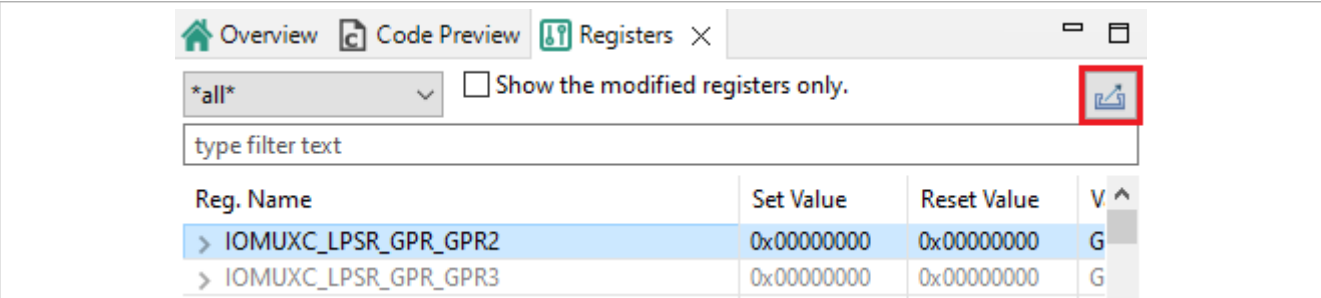 Overview Code Preview Registers
*all* Show the modified registers only.
type filter text
Reg. Name Set Value Reset Value V
IOMUXC_LPSR_GPR_GPR2 0x00000000 0x00000000 G
IOMUXC_LPSR_GPR_GPR3 0x00000000 0x00000000 G